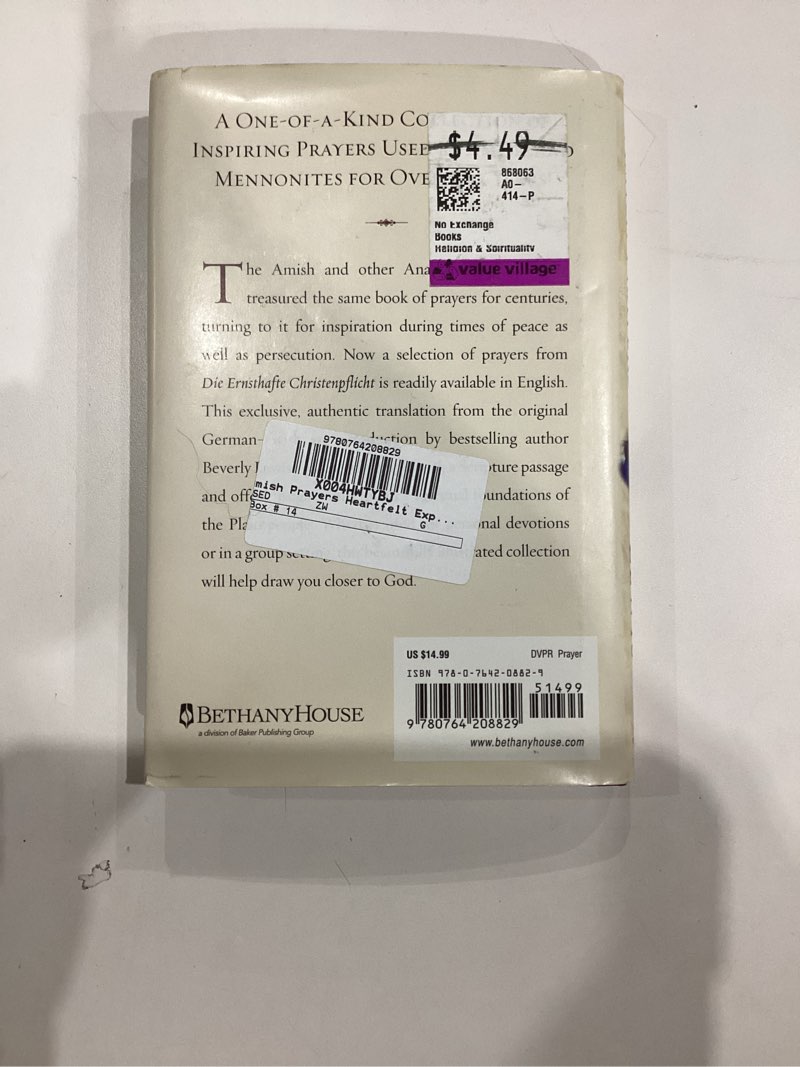 A One-of-a-Kind Co
Inspiring Prayers Used
Mennonites for Ove
$4.49
868063
A0-
414-P
No Exchange
Books
Religion & Spirituality
value village
The Amish and other Ana
treasured the same book of prayers for centuries,
turning to it for inspiration during times of peace as
well as persecution. Now a selection of prayers from
Die Ernsthafte Christenpflicht is readily available in English.
This exclusive, authentic translation from the original
German- duction by bestselling author
Beverly pture passage
and off oundations of
the Pla nal devotions
or in a group ated collection
will help draw you closer to God.
9780764208829
X004HWTYBJ
mish Prayers Heartfelt Exp...
SED ZW G
Box # 14
US $14.99 DVPR Prayer
ISBN 978-0-7642-0882-9
51499
9 780764 208829
www.bethanyhouse.com
BethanyHouse
a division of Baker Publishing Group